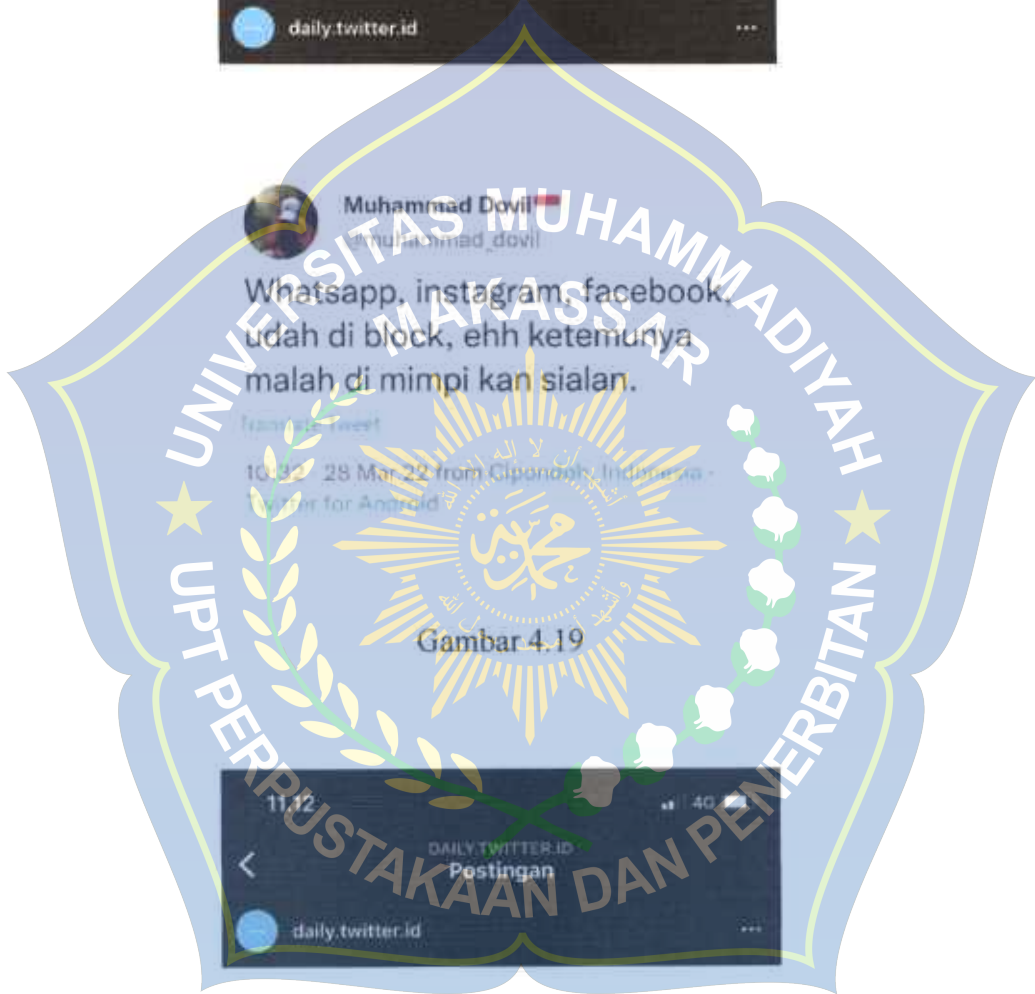 daily.twitter.id
Muhammad Dovil
@muhammad_dovil
Whatsapp, instagram, facebook,
udah di block, ehh ketemunya
malah di mimpi kan sialan.
Translate Tweet
10:32 · 28 Mar 22 from Cipondoh, Indonesia ·
Twitter for Android
Gambar 4.19
11.12
4G
DAILY.TWITTER.ID
Postingan
daily.twitter.id
UNIVERSITAS MUHAMMADIYAH
MAKASSAR
UPT PERPUSTAKAAN DAN PENERBITAN